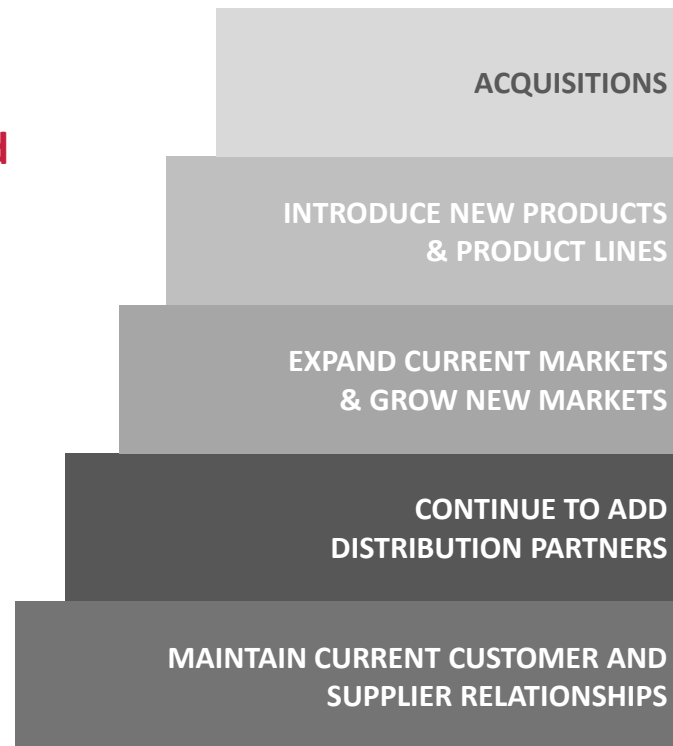 ACQUISITIONS
INTRODUCE NEW PRODUCTS
& PRODUCT LINES
EXPAND CURRENT MARKETS
& GROW NEW MARKETS
CONTINUE TO ADD
DISTRIBUTION PARTNERS
MAINTAIN CURRENT CUSTOMER AND
SUPPLIER RELATIONSHIPS